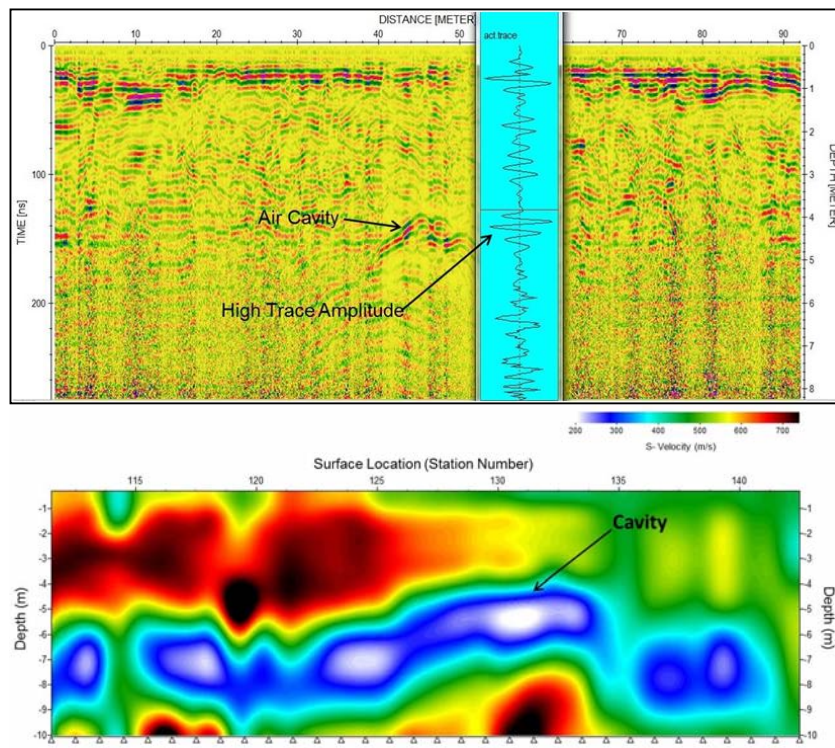 DISTANCE [METER]
0 10 20 30 40 50 70 80 90
act trace
0
100
200
TIME [ns]
0
1
2
3
4
5
6
7
8
DEPTH [METER]
Air Cavity
High Trace Amplitude
200 300 400 500 600 700
S- Velocity (m/s)
Surface Location (Station Number)
115 120 125 130 135 140
Cavity
-1 -1
-2 -2
-3 -3
-4 -4
-5 -5
-6 -6
-7 -7
-8 -8
-9 -9
-10 -10
Depth (m) Depth (m)